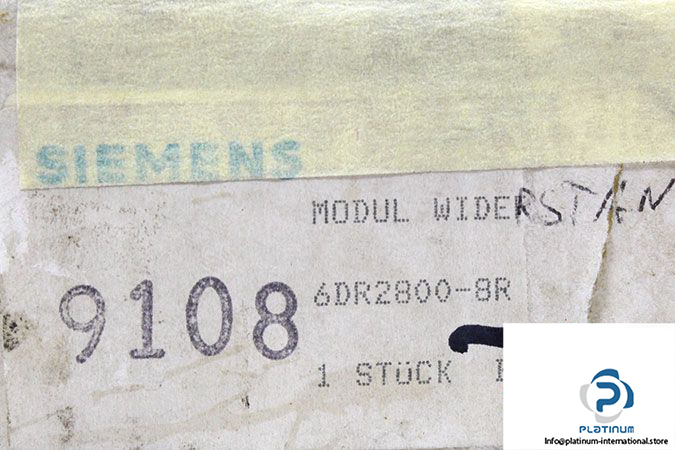 SIEMENS
MODUL WIDERSTAN
9108
6DR2800-8R
1 STÜCK
PLATINUM
Info@platinum-international.store